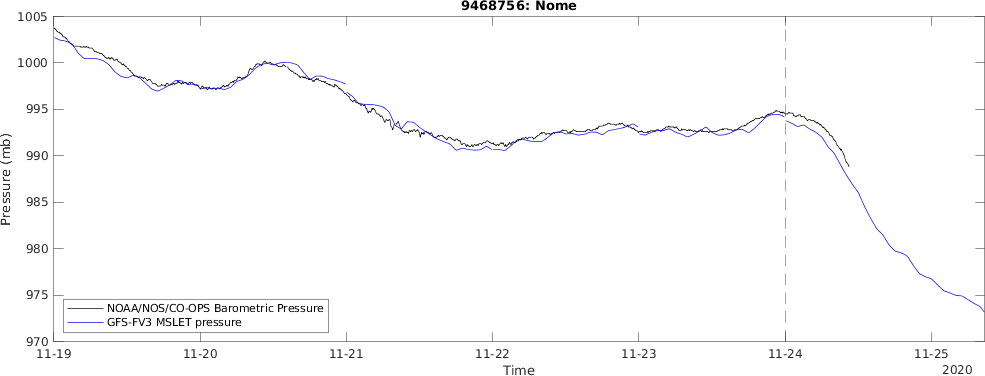 9468756: Nome
Pressure (mb)
1005
1000
995
990
985
980
975
970
NOAA/NOS/CO-OPS Barometric Pressure
GFS-FV3 MSLET pressure
11-19 11-20 11-21 11-22 11-23 11-24 11-25
Time
2020